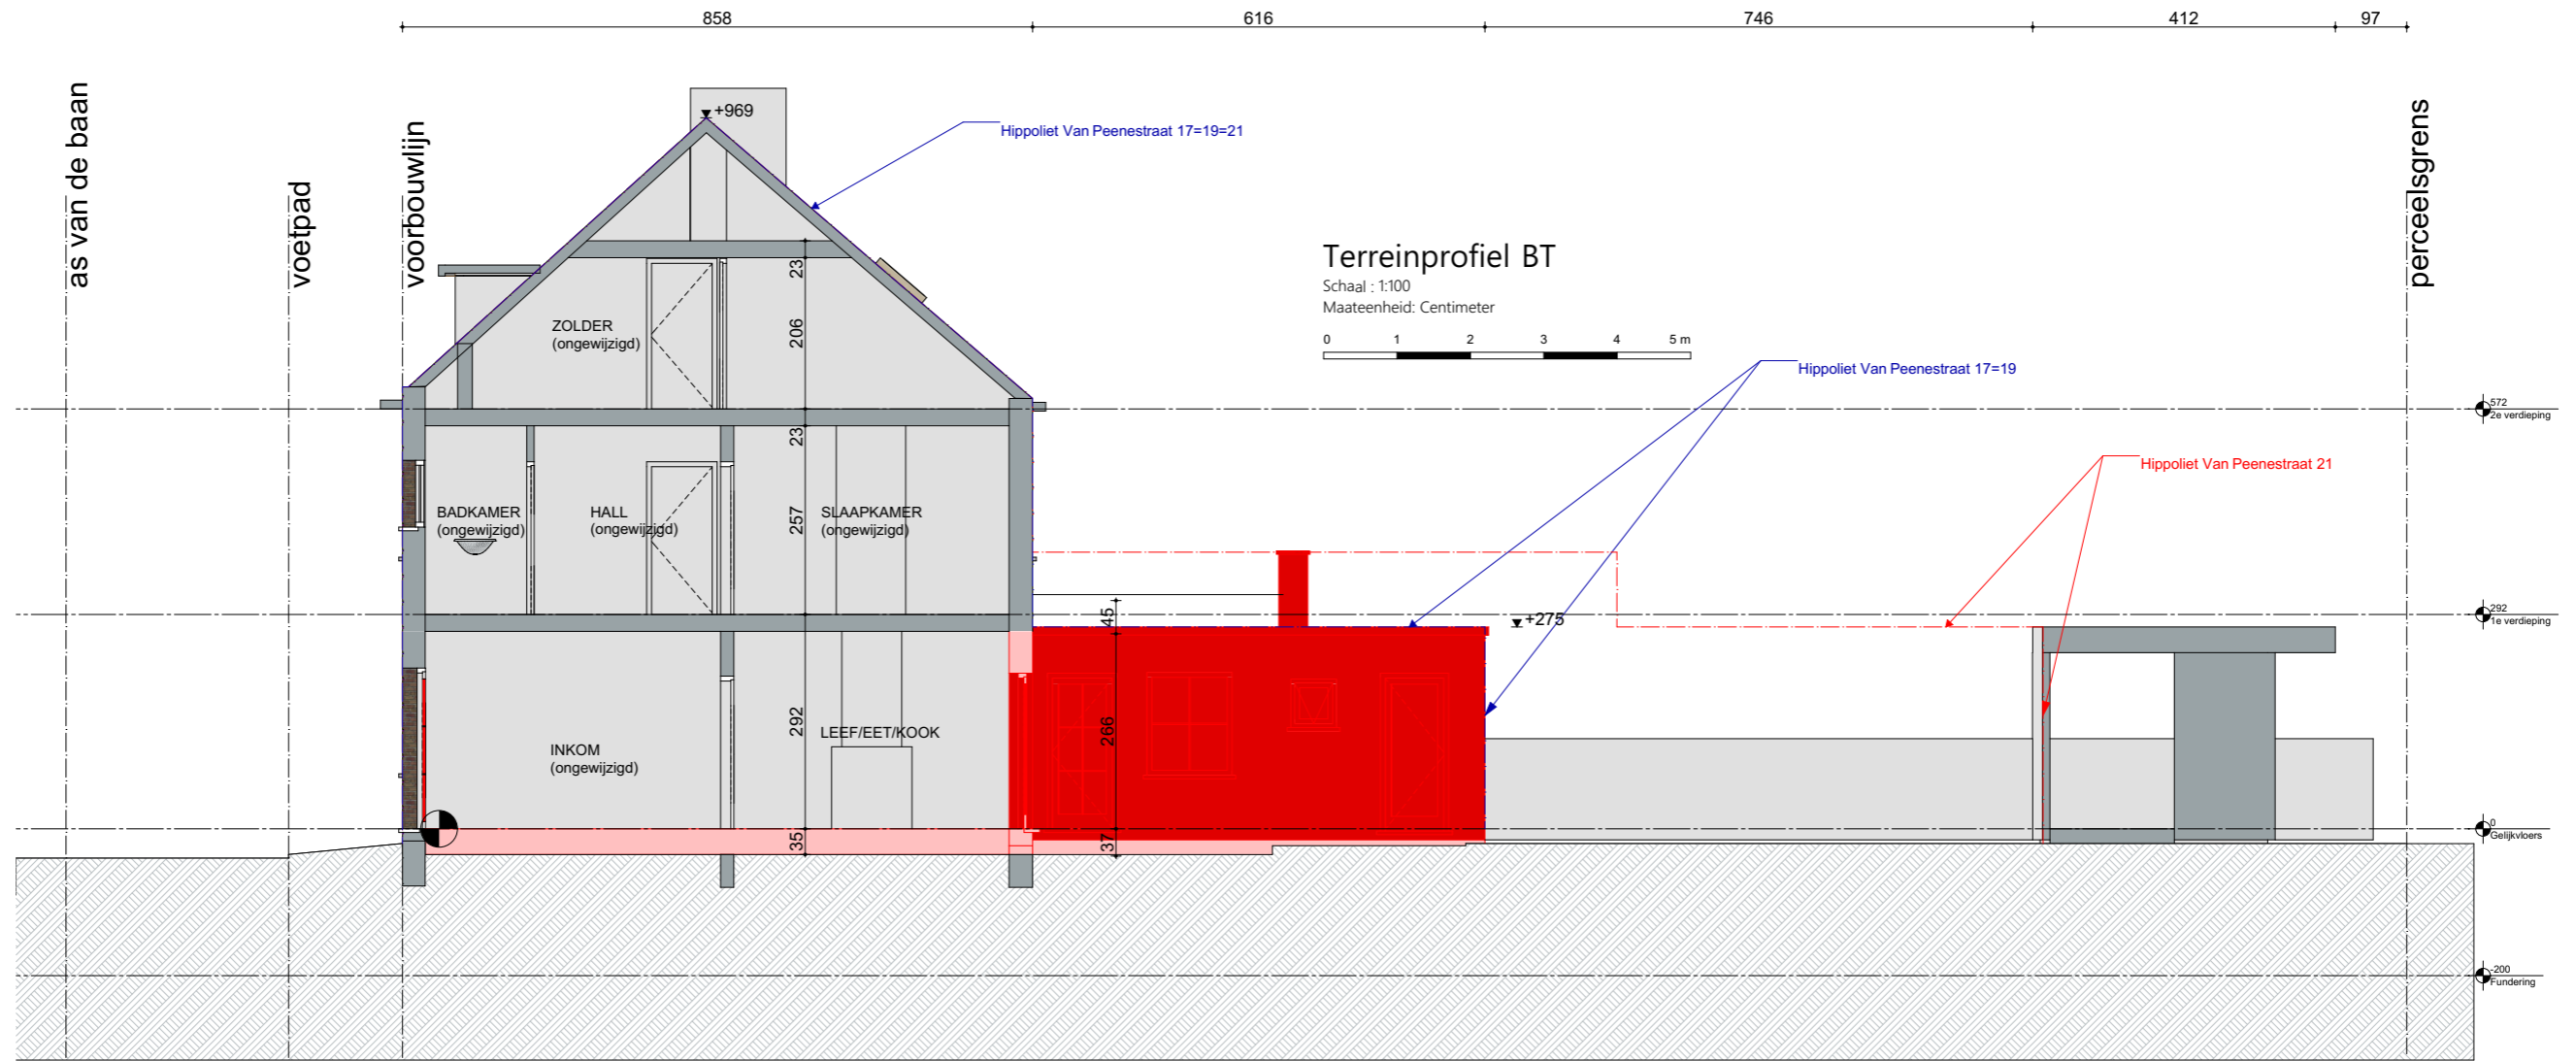 858
616
746
412
97
as van de baan
voetpad
voorbouwlijn
perceelsgrens
+969
Hippoliet Van Peenestraat 17=19=21
Terreinprofiel BT
Schaal : 1:100
Maateenheid: Centimeter
0 1 2 3 4 5 m
23
206
ZOLDER
(ongewijzigd)
Hippoliet Van Peenestraat 17=19
572
2e verdieping
23
Hippoliet Van Peenestraat 21
257
BADKAMER
(ongewijzigd)
HALL
(ongewijzigd)
SLAAPKAMER
(ongewijzigd)
45
+275
292
1e verdieping
292
266
LEEF/EET/KOOK
INKOM
(ongewijzigd)
35
37
0
Gelijkvloers
-200
Fundering